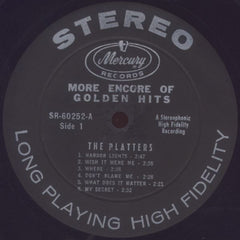 STEREO
Mercury
RECORDS
MORE ENCORE OF
GOLDEN HITS
SR-60252-A
Side 1
A Stereophonic
High Fidelity
Recording
THE PLATTERS
1. HARBOR LIGHTS - 2:47
2. WISH IT WERE ME - 2:30
3. WHERE - 2:38
4. DON'T BLAME ME - 2:28
5. WHAT DOES IT MATTER - 2:21
6. MY SECRET - 2:32
LONG PLAYING HIGH FIDELITY